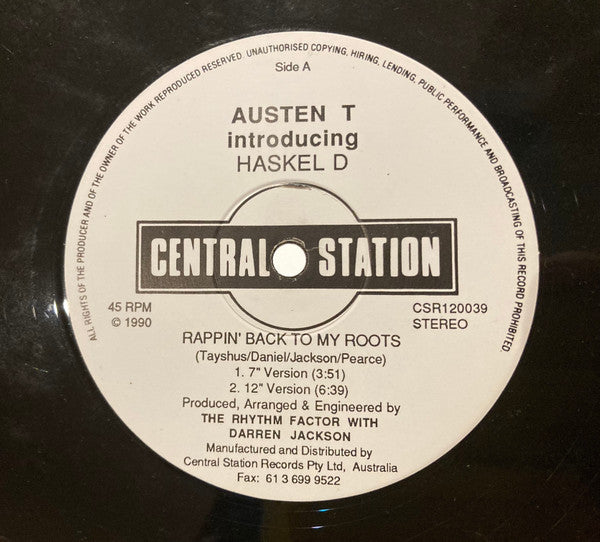 ALL RIGHTS OF THE PRODUCER AND OF THE OWNER OF THE WORK REPRODUCED RESERVED. UNAUTHORISED COPYING, HIRING, LENDING, PUBLIC PERFORMANCE AND BROADCASTING OF THIS RECORD PROHIBITED.
Side A
AUSTEN T
introducing
HASKEL D
CENTRAL STATION
45 RPM CSR120039
© 1990 STEREO
RAPPIN' BACK TO MY ROOTS
(Tayshus/Daniel/Jackson/Pearce)
1. 7" Version (3:51)
2. 12" Version (6:39)
Produced, Arranged & Engineered by
THE RHYTHM FACTOR WITH
DARREN JACKSON
Manufactured and Distributed by
Central Station Records Pty Ltd, Australia
Fax: 61 3 699 9522